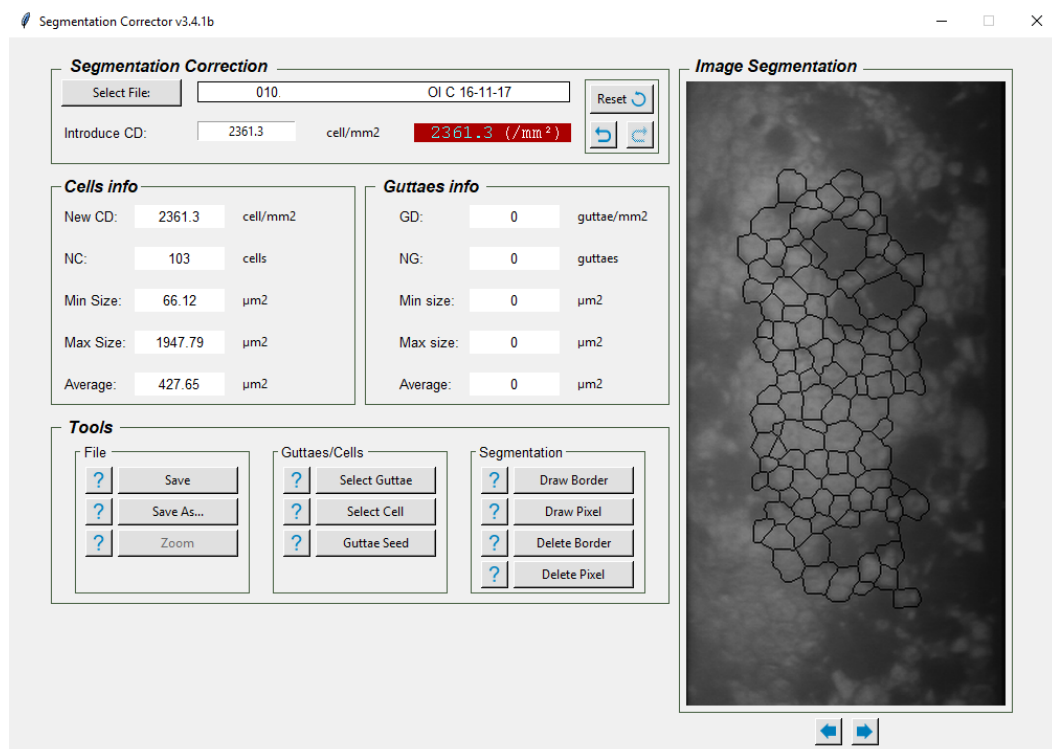 Segmentation Corrector v3.4.1b
Segmentation Correction
Select File: 010. OI C 16-11-17 Reset
Introduce CD: 2361.3 cell/mm2 2361.3 (/mm²)
Cells info
New CD: 2361.3 cell/mm2
NC: 103 cells
Min Size: 66.12 µm2
Max Size: 1947.79 µm2
Average: 427.65 µm2
Guttaes info
GD: 0 guttae/mm2
NG: 0 guttaes
Min size: 0 µm2
Max size: 0 µm2
Average: 0 µm2
Tools
File
? Save
? Save As...
? Zoom
Guttaes/Cells
? Select Guttae
? Select Cell
? Guttae Seed
Segmentation
? Draw Border
? Draw Pixel
? Delete Border
? Delete Pixel
Image Segmentation